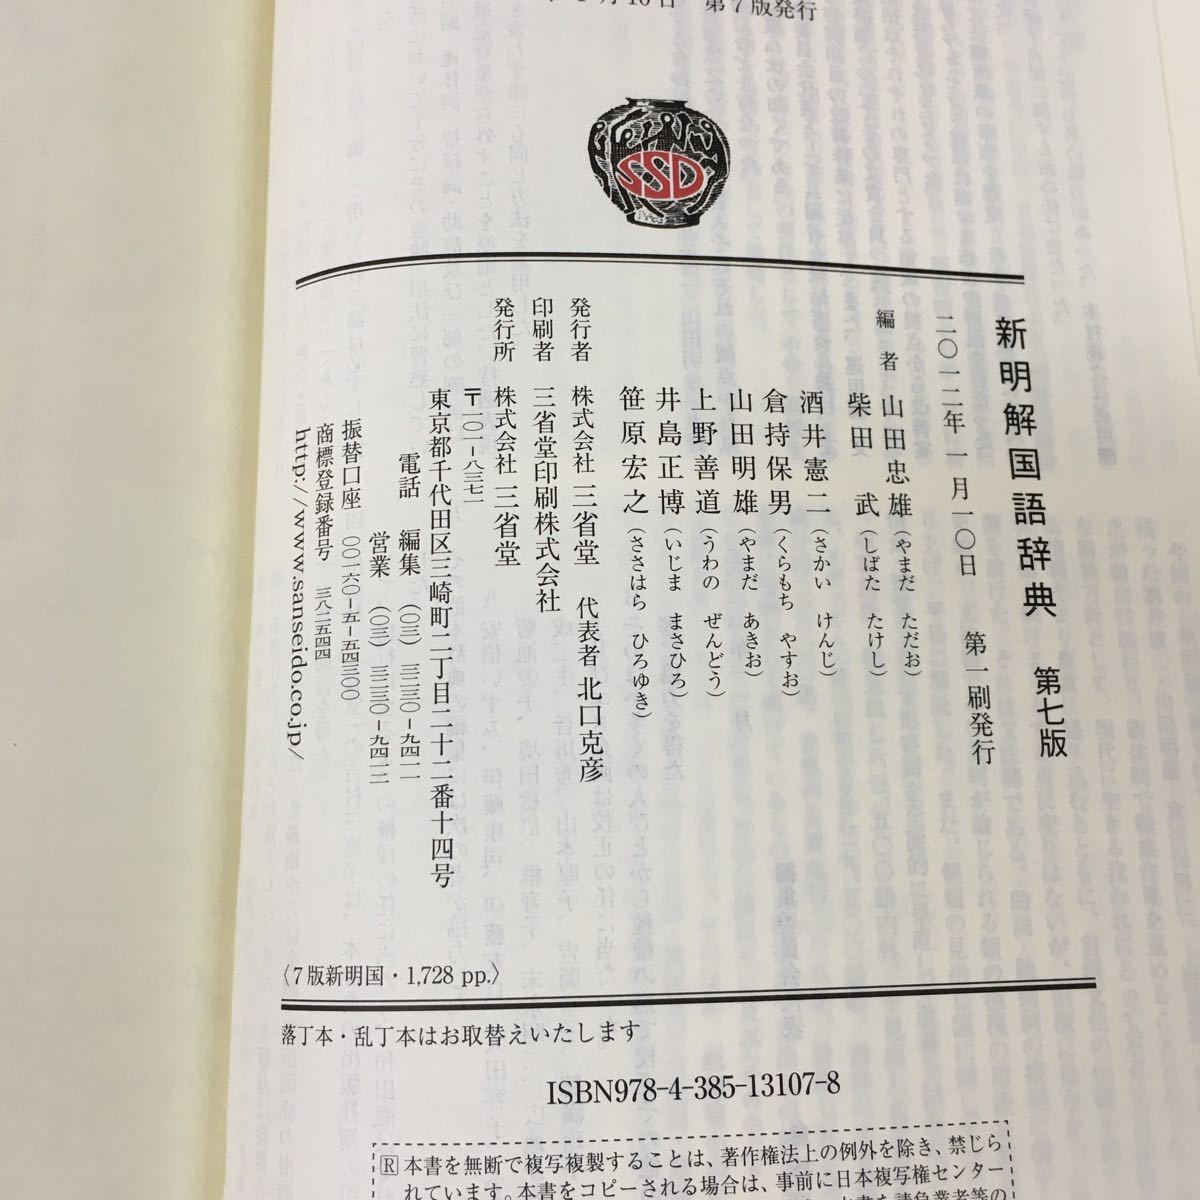 月10日 第7版発行
SSD
新明解国語辞典 第七版
二〇一二年一月一〇日 第一刷発行
編者 山田忠雄(やまだ ただお)
柴田 武(しばた たけし)
酒井憲二(さかい けんじ)
倉持保男(くらもち やすお)
山田明雄(やまだ あきお)
上野善道(うわの ぜんどう)
井島正博(いじま まさひろ)
笹原宏之(ささはら ひろゆき)
発行者 株式会社 三省堂 代表者 北口克彦
印刷者 三省堂印刷株式会社
発行所 株式会社 三省堂
〒一〇一-八三七一
東京都千代田区三崎町二丁目二十二番十四号
電話 編集 (〇三) 三二三〇-九四一一
営業 (〇三) 三二三〇-九四一二
振替口座 〇〇一六〇-五-五四三〇〇
商標登録番号 三八二五四四
http://www.sanseido.co.jp/
〈7版新明国・1,728 pp.〉
落丁本・乱丁本はお取替えいたします
ISBN978-4-385-13107-8
R 本書を無断で複写複製することは、著作権法上の例外を除き、禁じら
れています。本書をコピーされる場合は、事前に日本複写権センター